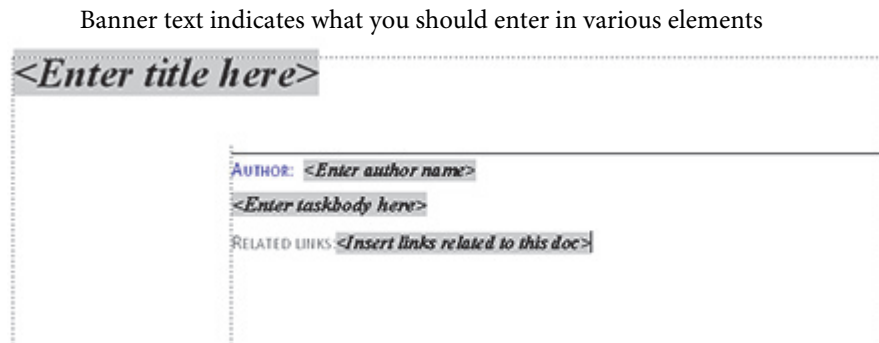 Banner text indicates what you should enter in various elements
<Enter title here>
AUTHOR: <Enter author name>
<Enter taskbody here>
RELATED LINKS: <Insert links related to this doc>